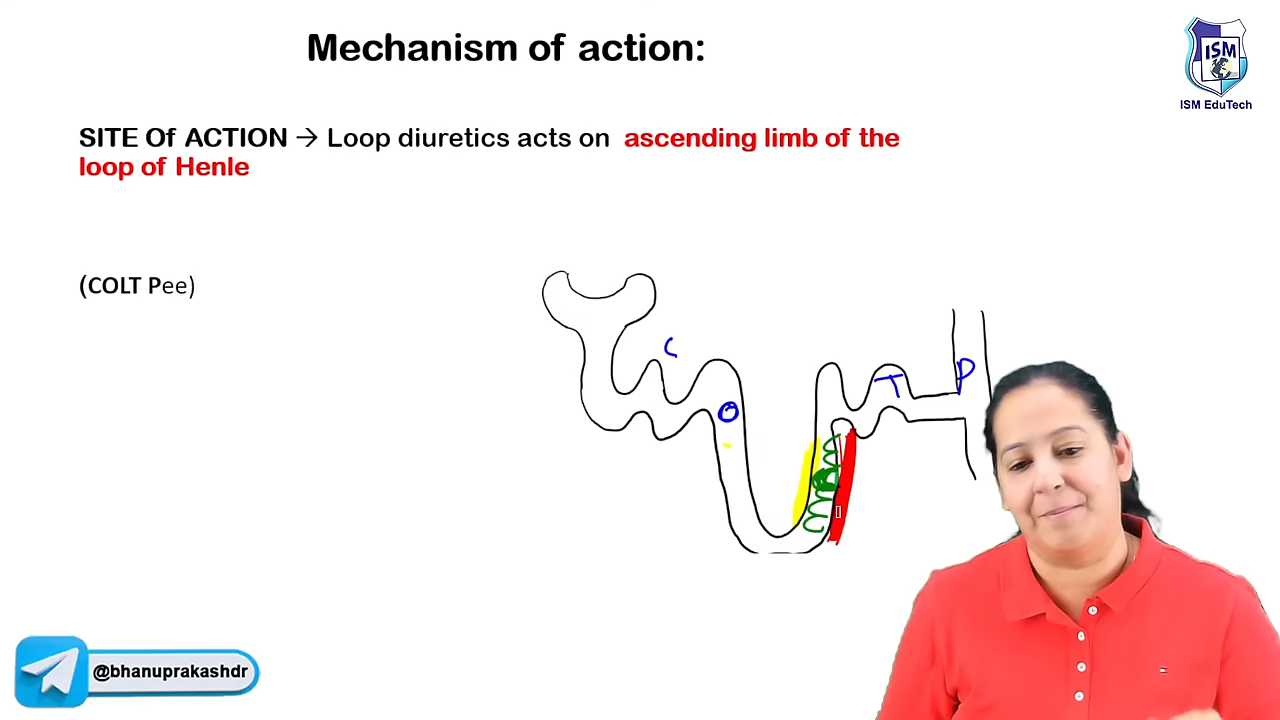 Mechanism of action:
ISM
ISM EduTech
SITE Of ACTION → Loop diuretics acts on ascending limb of the
loop of Henle
(COLT Pee)
C
O
T
P
@bhanuprakashdr